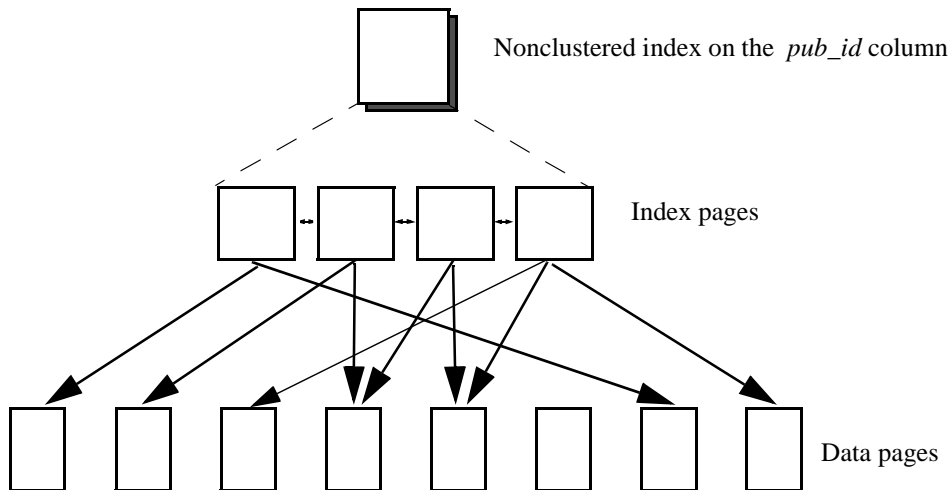 Nonclustered index on the pub_id column
Index pages
Data pages